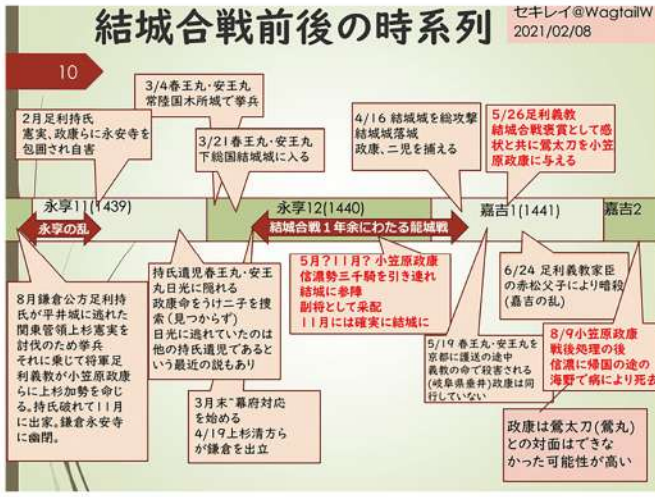 結城合戦前後の時系列
セキレイ@WagtailW
2021/02/08
10
2月足利持氏
憲実、政康らに永安寺を
包囲され自害
3/4春王丸・安王丸
常陸国木所城で挙兵
3/21春王丸・安王丸
下総国結城城に入る
4/16 結城城を総攻撃
結城城落城
政康、二児を捕える
5/26足利義教
結城合戦褒賞として感
状と共に鶯太刀を小笠
原政康に与える
永享11(1439)
永享12(1440)
嘉吉1(1441)
嘉吉2
永享の乱
結城合戦1年余にわたる籠城戦
8月鎌倉公方足利持
氏が平井城に逃れた
関東管領上杉憲実を
討伐のため挙兵
それに乗じて将軍足
利義教が小笠原政康
らに上杉加勢を命じ
る。持氏破れて11月
に出家。鎌倉永安寺
に幽閉。
持氏遺児春王丸・安王
丸日光に隠れる
政康命をうけ二子を捜
索(見つからず)
日光に逃れていたのは
他の持氏遺児であると
いう最近の説もあり
3月末~幕府対応
を始める
4/19上杉清方ら
が鎌倉を出立
5月?11月?小笠原政康
信濃勢三千騎を引き連れ
結城に参陣
副将として采配
11月には確実に結城に
5/19 春王丸・安王丸を
京都に護送の途中
義教の命で殺害される
(岐阜県垂井)政康は同
行していない
6/24 足利義教家臣
の赤松父子により暗殺
(嘉吉の乱)
8/9小笠原政康
戦後処理の後
信濃に帰国の途の
海野で病により死去
政康は鶯太刀(鶯丸)
との対面はできな
かった可能性が高い